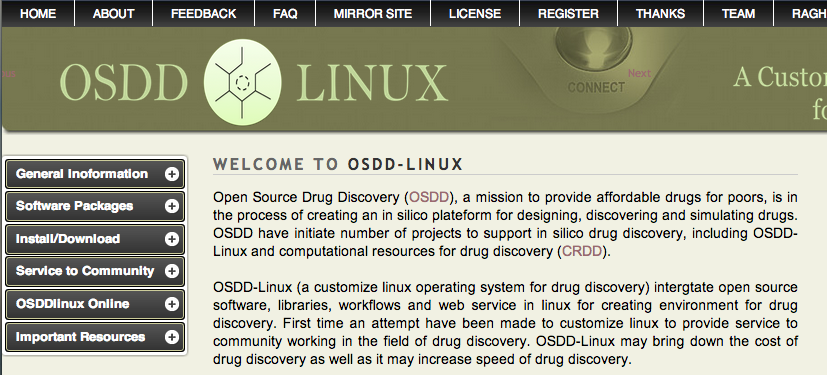 HOME ABOUT FEEDBACK FAQ MIRROR SITE LICENSE REGISTER THANKS TEAM RAGH
OSDD LINUX
CONNECT
Next
A Custom
fo
General Inoformation
Software Packages
Install/Download
Service to Community
OSDDlinux Online
Important Resources
WELCOME TO OSDD-LINUX
Open Source Drug Discovery (OSDD), a mission to provide affordable drugs for poors, is in
the process of creating an in silico plateform for designing, discovering and simulating drugs.
OSDD have initiate number of projects to support in silico drug discovery, including OSDD-
Linux and computational resources for drug discovery (CRDD).
OSDD-Linux (a customize linux operating system for drug discovery) intergtate open source
software, libraries, workflows and web service in linux for creating environment for drug
discovery. First time an attempt have been made to customize linux to provide service to
community working in the field of drug discovery. OSDD-Linux may bring down the cost of
drug discovery as well as it may increase speed of drug discovery.